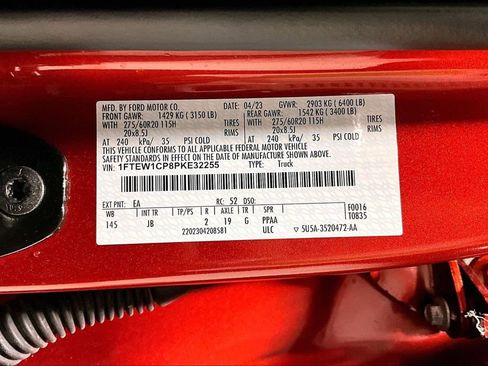 MFD. BY FORD MOTOR CO. DATE: 04/23 GVWR: 2903 KG ( 6400 LB)
FRONT GAWR: 1429 KG ( 3150 LB) REAR GAWR: 1542 KG ( 3400 LB)
WITH TIRES WITH TIRES
275/60R20 115H 275/60R20 115H
20x8.5J RIMS 20x8.5J RIMS
AT 240 kPa/ 35 PSI COLD AT 240 kPa/ 35 PSI COLD
THIS VEHICLE CONFORMS TO ALL APPLICABLE FEDERAL MOTOR VEHICLE
SAFETY STANDARDS IN EFFECT ON THE DATE OF MANUFACTURE SHOWN ABOVE.
VIN: 1FTEW1CP8PKE32255 TYPE: Truck
EXT PNT: EA RC: 52 DSO:
WB INT TR TP/PS R AXLE TR SPR F0016
145 JB 2 19 G PPAA T0835
2202304208581 ULC 5U5A-3520472-AA